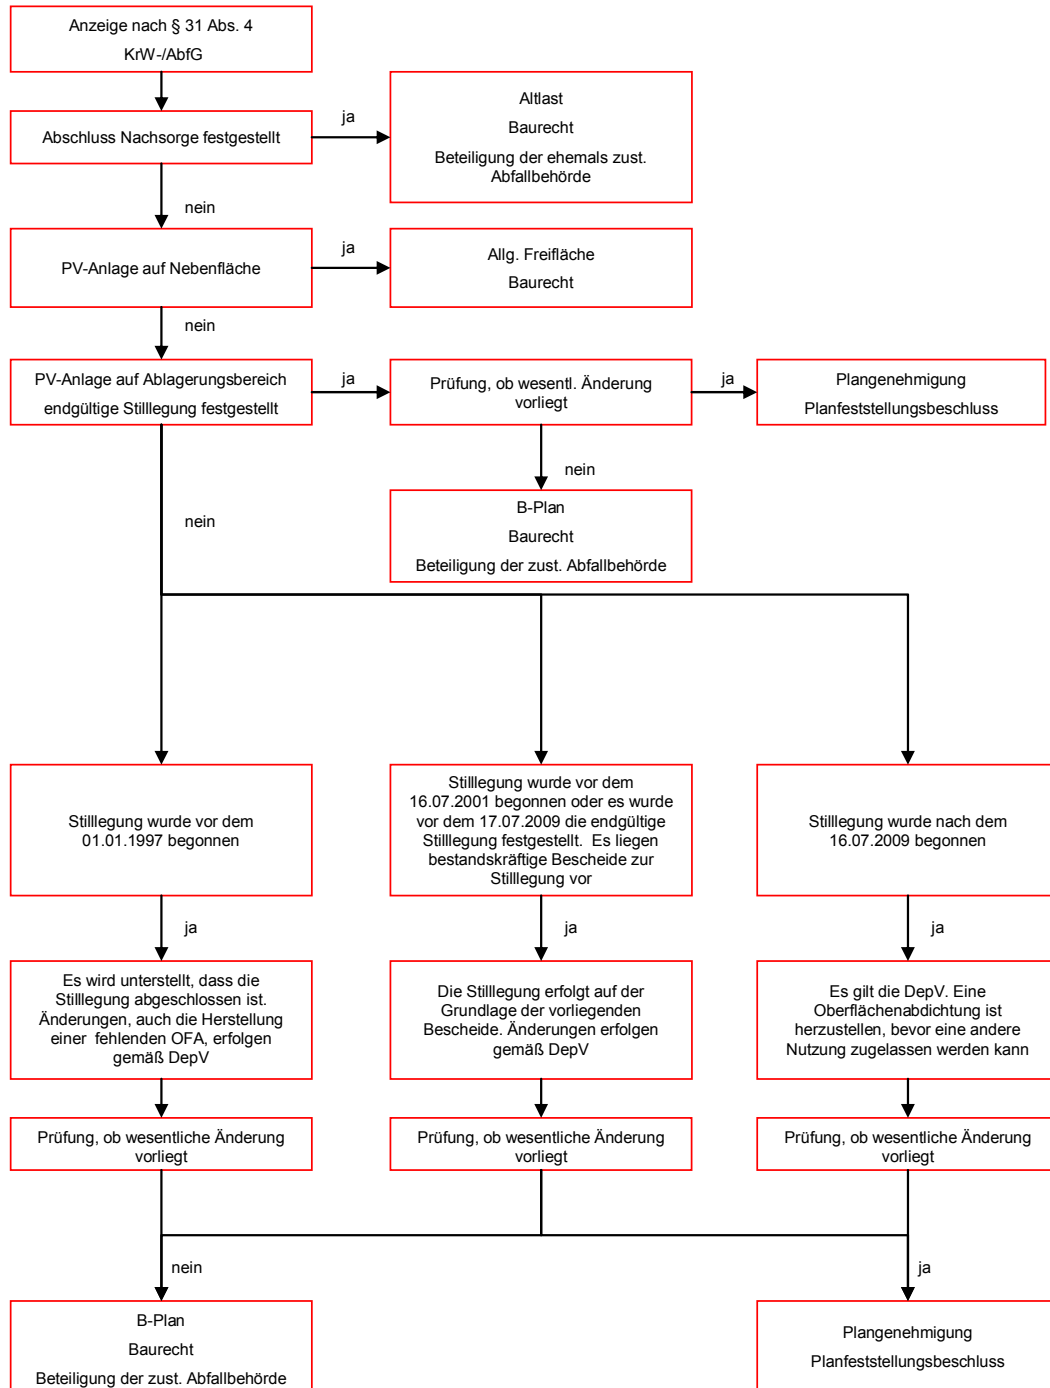 Anzeige nach § 31 Abs. 4
KrW-/AbfG
Abschluss Nachsorge festgestellt
ja
Altlast
Baurecht
Beteiligung der ehemals zust.
Abfallbehörde
nein
PV-Anlage auf Nebenfläche
ja
Allg. Freifläche
Baurecht
nein
PV-Anlage auf Ablagerungsbereich
endgültige Stilllegung festgestellt
ja
Prüfung, ob wesentl. Änderung
vorliegt
ja
Plangenehmigung
Planfeststellungsbeschluss
nein
B-Plan
Baurecht
Beteiligung der zust. Abfallbehörde
nein
Stilllegung wurde vor dem
01.01.1997 begonnen
Stilllegung wurde vor dem
16.07.2001 begonnen oder es wurde
vor dem 17.07.2009 die endgültige
Stilllegung festgestellt. Es liegen
bestandskräftige Bescheide zur
Stilllegung vor
Stilllegung wurde nach dem
16.07.2009 begonnen
ja
ja
ja
Es wird unterstellt, dass die
Stilllegung abgeschlossen ist.
Änderungen, auch die Herstellung
einer fehlenden OFA, erfolgen
gemäß DepV
Die Stilllegung erfolgt auf der
Grundlage der vorliegenden
Bescheide. Änderungen erfolgen
gemäß DepV
Es gilt die DepV. Eine
Oberflächenabdichtung ist
herzustellen, bevor eine andere
Nutzung zugelassen werden kann
Prüfung, ob wesentliche Änderung
vorliegt
Prüfung, ob wesentliche Änderung
vorliegt
Prüfung, ob wesentliche Änderung
vorliegt
nein
ja
B-Plan
Baurecht
Beteiligung der zust. Abfallbehörde
Plangenehmigung
Planfeststellungsbeschluss